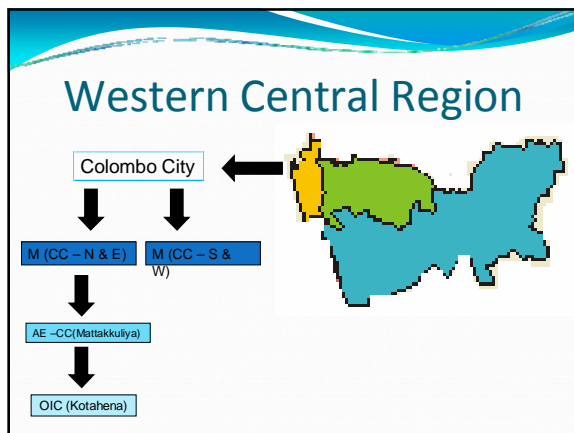 Western Central Region
Colombo City
M (CC – N & E)
M (CC – S &
W)
AE –CC(Mattakkuliya)
OIC (Kotahena)